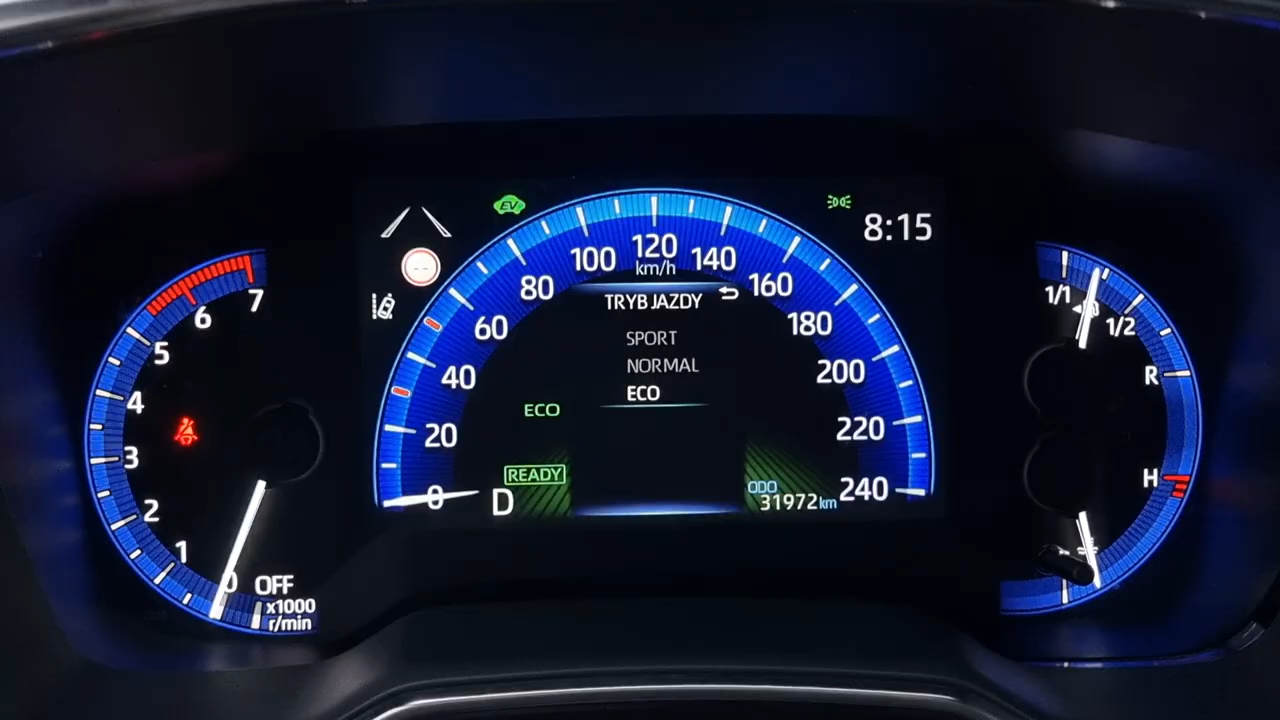 EV
8:15
--
100 120 140
km/h
80 160
TRYB JAZDY
60 180
SPORT
NORMAL
ECO
40 200
ECO
20 220
READY
0 D
ODO
31972 km
240
7
6
5
4
3
2
1
0 OFF
x1000
r/min
1/1
1/2
R
H